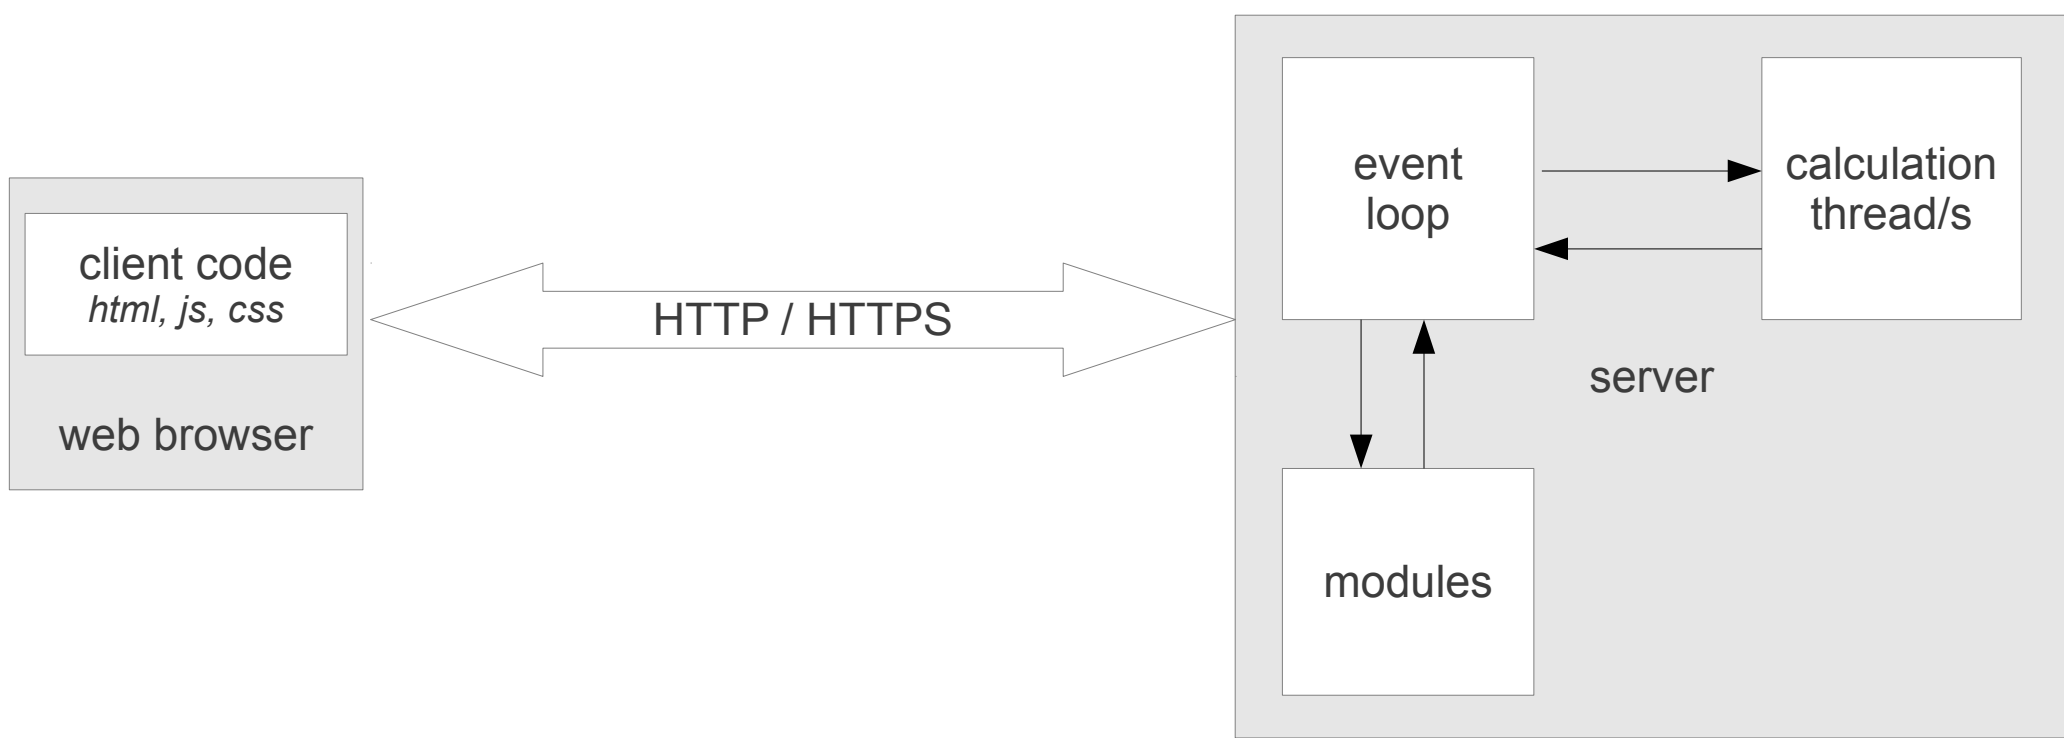 client code
html, js, css
web browser
HTTP / HTTPS
event
loop
calculation
thread/s
server
modules